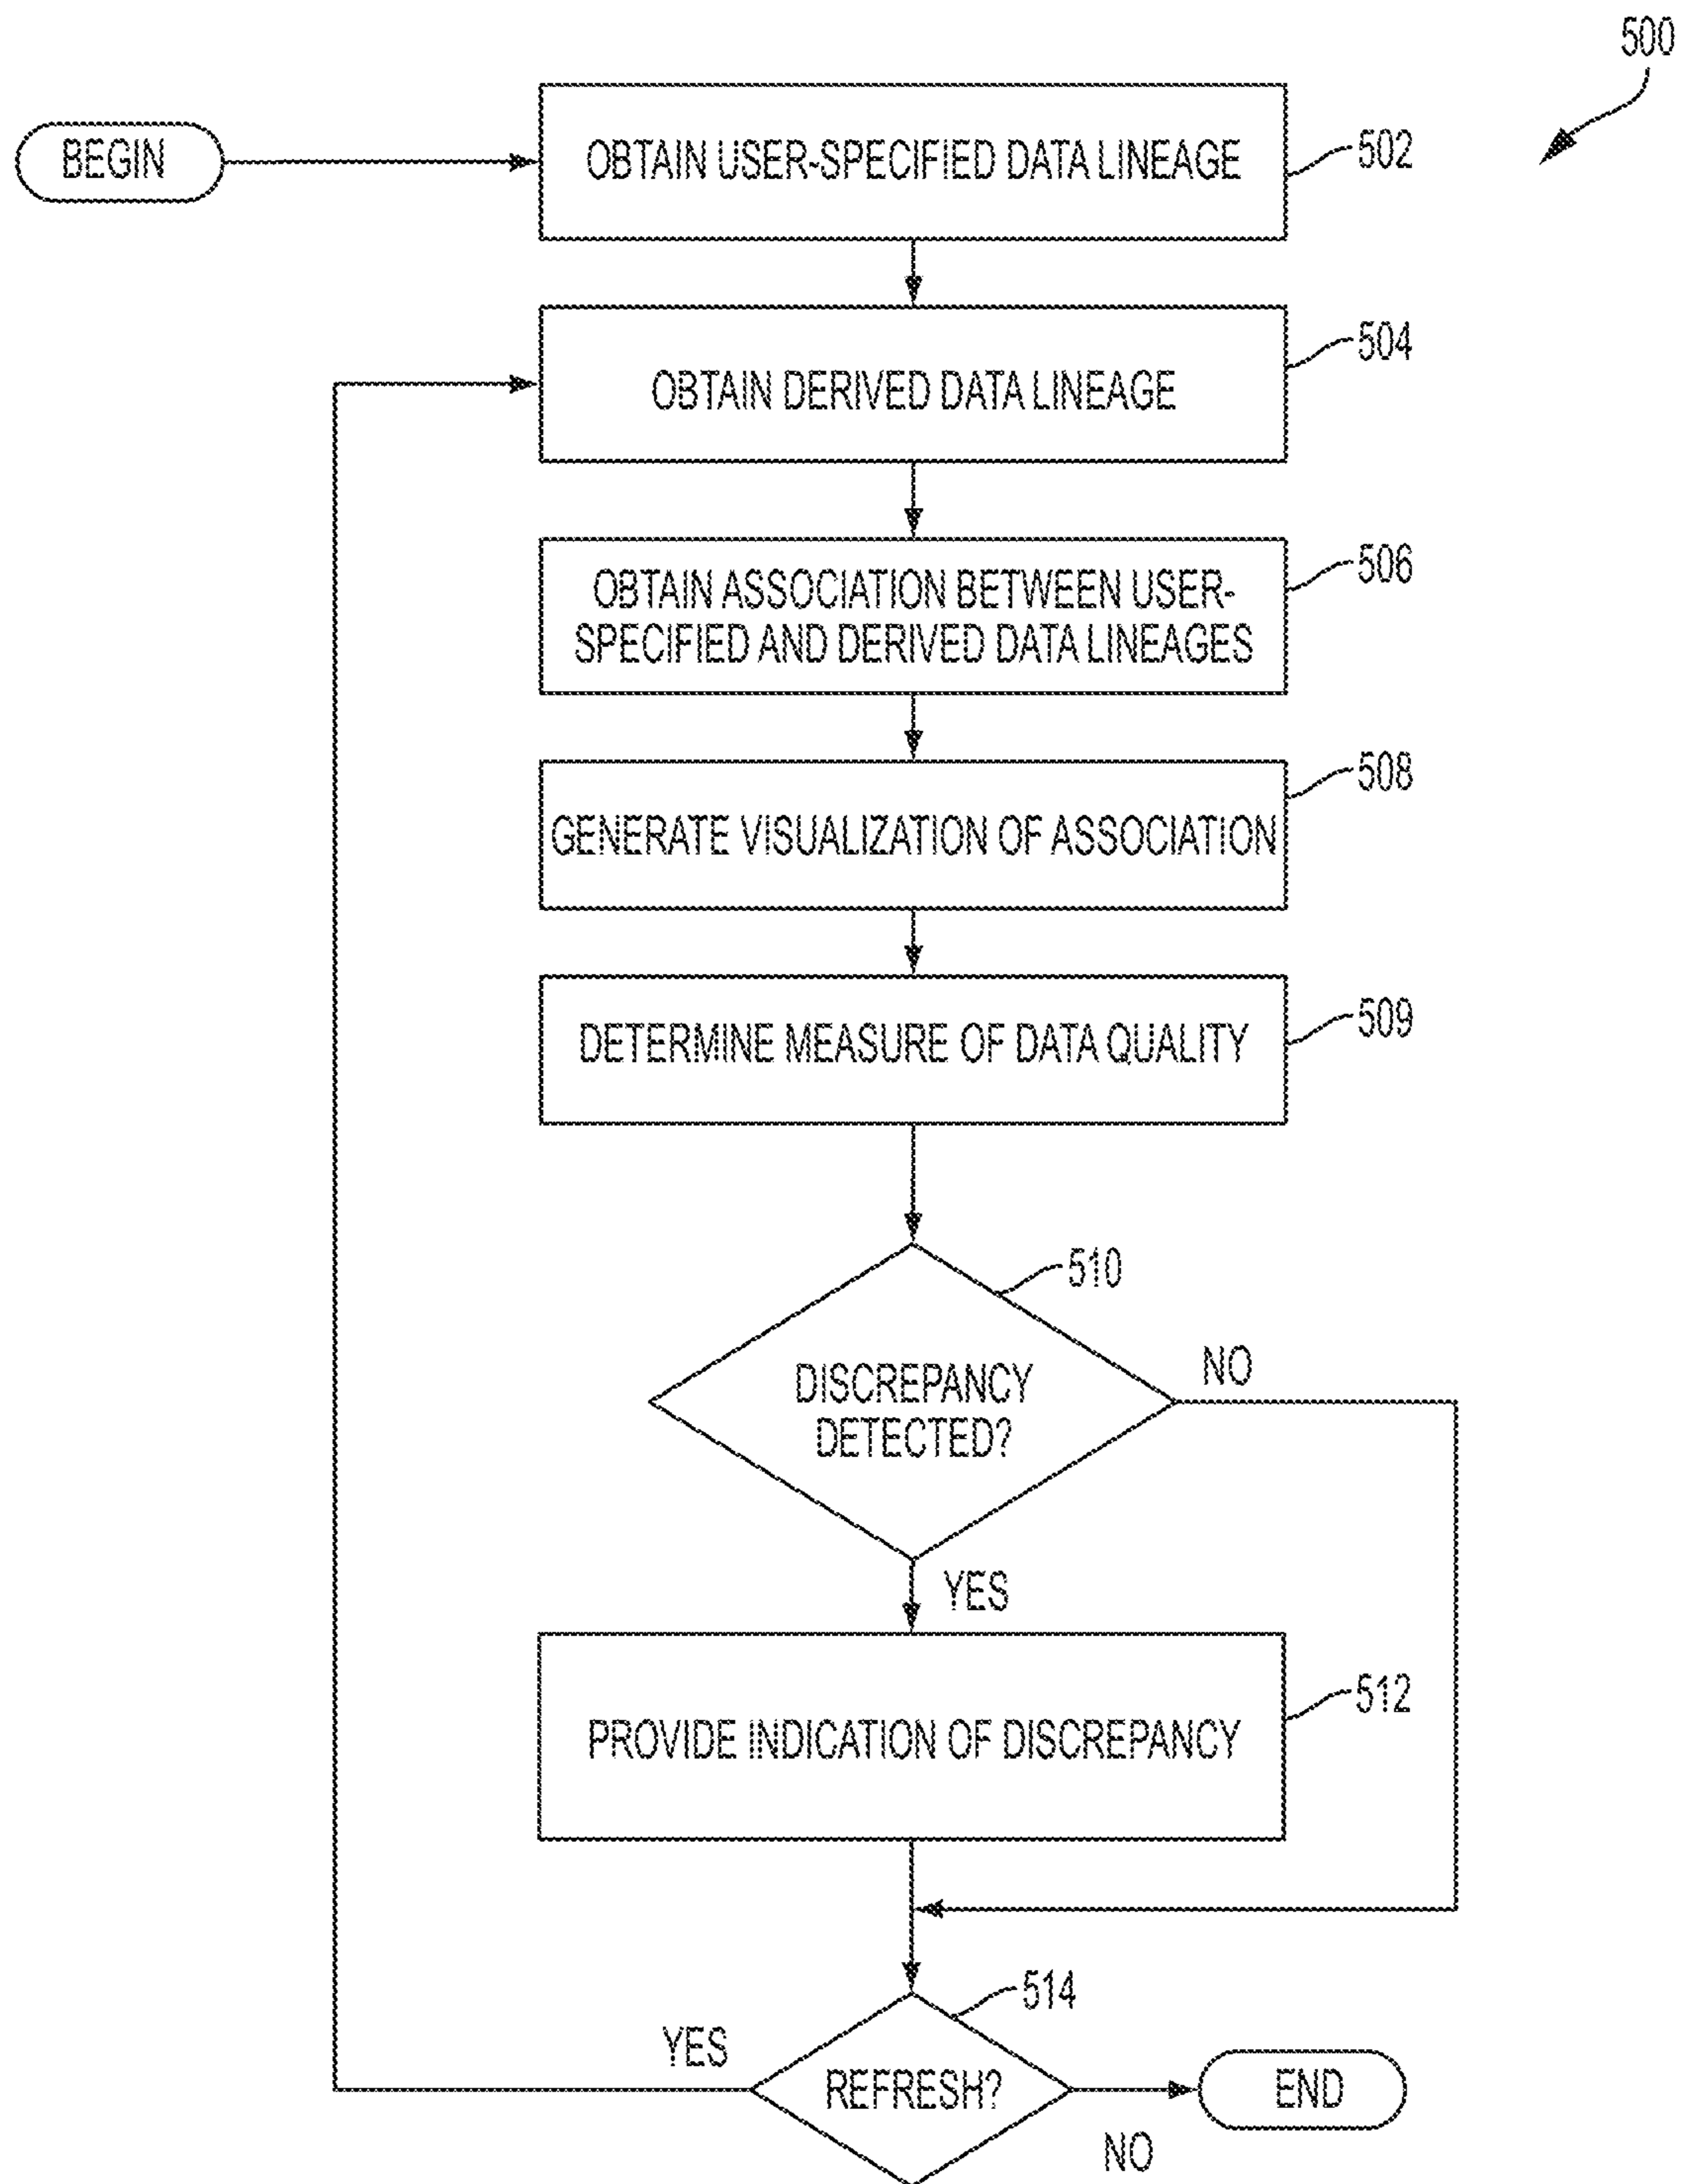 500
BEGIN
OBTAIN USER-SPECIFIED DATA LINEAGE
502
OBTAIN DERIVED DATA LINEAGE
504
OBTAIN ASSOCIATION BETWEEN USER-
SPECIFIED AND DERIVED DATA LINEAGES
506
GENERATE VISUALIZATION OF ASSOCIATION
508
DETERMINE MEASURE OF DATA QUALITY
509
510
DISCREPANCY
DETECTED?
NO
YES
PROVIDE INDICATION OF DISCREPANCY
512
514
YES
REFRESH?
NO
END